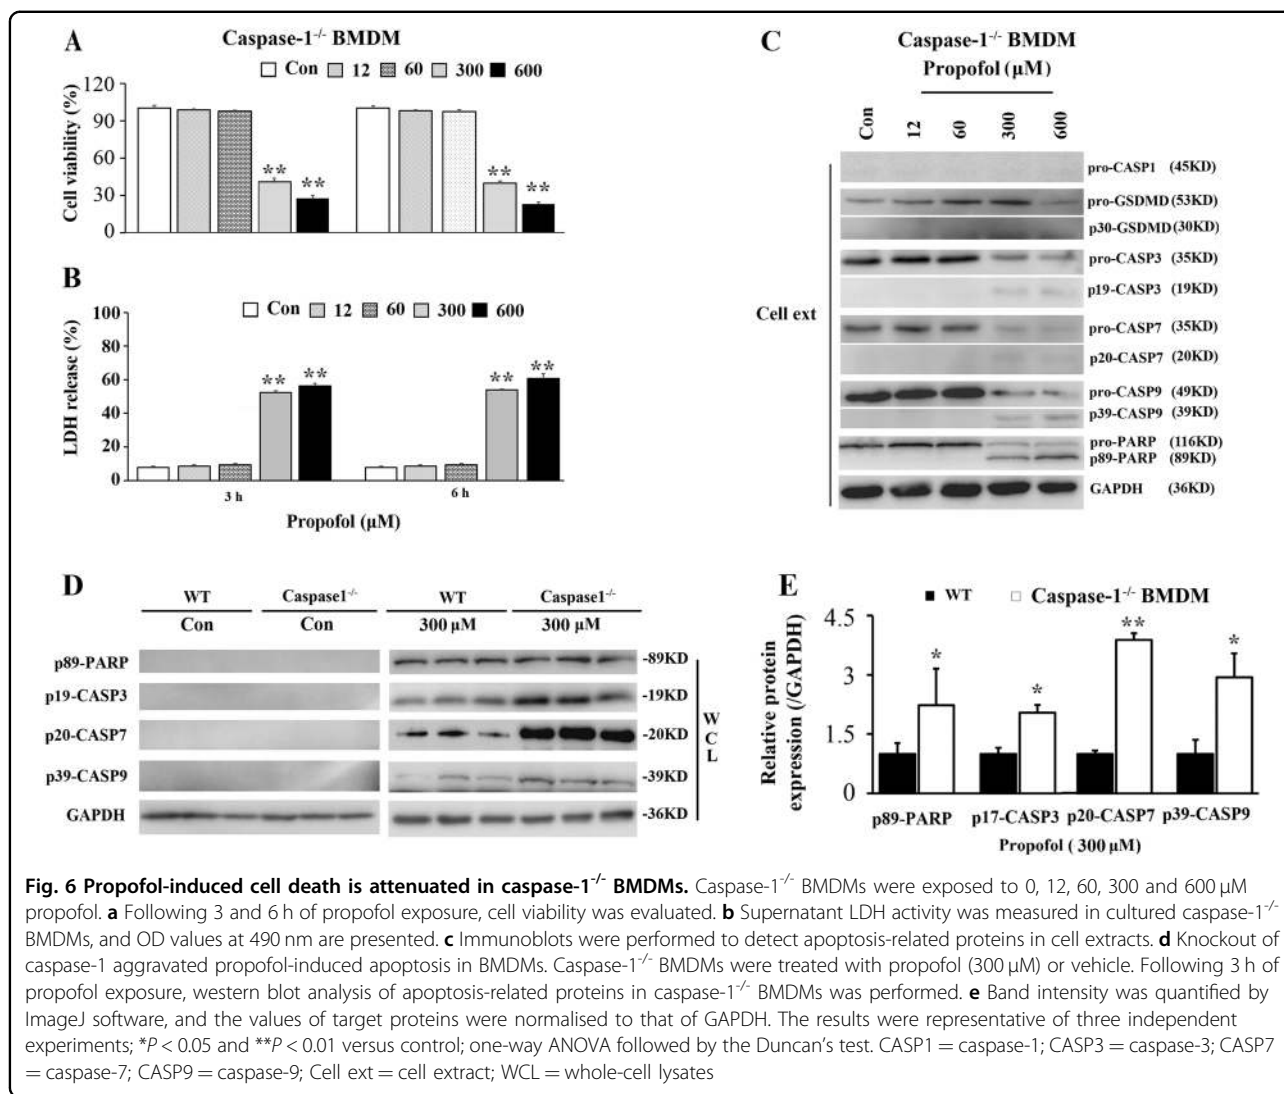 A
Caspase-1-/- BMDM
Con 12 60 300 600
Cell viability (%)
120
90
60
30
0
** ** ** **
B
Con 12 60 300 600
LDH release (%)
100
80
60
40
20
0
** ** ** **
3 h 6 h
Propofol (μM)
C
Caspase-1-/- BMDM
Propofol (μM)
Con 12 60 300 600
Cell ext
pro-CASP1 (45KD)
pro-GSDMD (53KD)
p30-GSDMD (30KD)
pro-CASP3 (35KD)
p19-CASP3 (19KD)
pro-CASP7 (35KD)
p20-CASP7 (20KD)
pro-CASP9 (49KD)
p39-CASP9 (39KD)
pro-PARP (116KD)
p89-PARP (89KD)
GAPDH (36KD)
D
WT Caspase1-/- WT Caspase1-/-
Con Con 300 μM 300 μM
p89-PARP -89KD
p19-CASP3 -19KD
p20-CASP7 -20KD
p39-CASP9 -39KD
GAPDH -36KD
WCL
E
WT Caspase-1-/- BMDM
Relative protein
expression (/GAPDH)
4.5
3
1.5
0
* * ** *
p89-PARP p17-CASP3 p20-CASP7 p39-CASP9
Propofol ( 300 μM)
Fig. 6 Propofol-induced cell death is attenuated in caspase-1-/- BMDMs. Caspase-1-/- BMDMs were exposed to 0, 12, 60, 300 and 600 μM
propofol. a Following 3 and 6 h of propofol exposure, cell viability was evaluated. b Supernatant LDH activity was measured in cultured caspase-1-/-
BMDMs, and OD values at 490 nm are presented. c Immunoblots were performed to detect apoptosis-related proteins in cell extracts. d Knockout of
caspase-1 aggravated propofol-induced apoptosis in BMDMs. Caspase-1-/- BMDMs were treated with propofol (300 μM) or vehicle. Following 3 h of
propofol exposure, western blot analysis of apoptosis-related proteins in caspase-1-/- BMDMs was performed. e Band intensity was quantified by
ImageJ software, and the values of target proteins were normalised to that of GAPDH. The results were representative of three independent
experiments; *P < 0.05 and **P < 0.01 versus control; one-way ANOVA followed by the Duncan's test. CASP1 = caspase-1; CASP3 = caspase-3; CASP7
= caspase-7; CASP9 = caspase-9; Cell ext = cell extract; WCL = whole-cell lysates